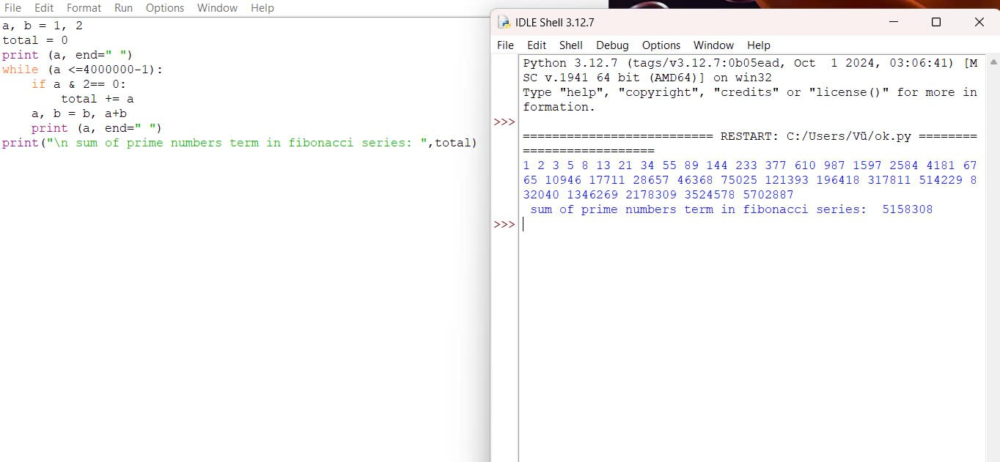 File Edit Format Run Options Window Help
a, b = 1, 2
total = 0
print (a, end=" ")
while (a <=4000000-1):
    if a & 2== 0:
        total += a
    a, b = b, a+b
    print (a, end=" ")
print("\n sum of prime numbers term in fibonacci series: ",total)
IDLE Shell 3.12.7
File Edit Shell Debug Options Window Help
Python 3.12.7 (tags/v3.12.7:0b05ead, Oct  1 2024, 03:06:41) [M
SC v.1941 64 bit (AMD64)] on win32
Type "help", "copyright", "credits" or "license()" for more in
formation.
>>>
========================== RESTART: C:/Users/Vũ/ok.py ========
==================
1 2 3 5 8 13 21 34 55 89 144 233 377 610 987 1597 2584 4181 67
65 10946 17711 28657 46368 75025 121393 196418 317811 514229 8
32040 1346269 2178309 3524578 5702887
 sum of prime numbers term in fibonacci series:  5158308
>>>